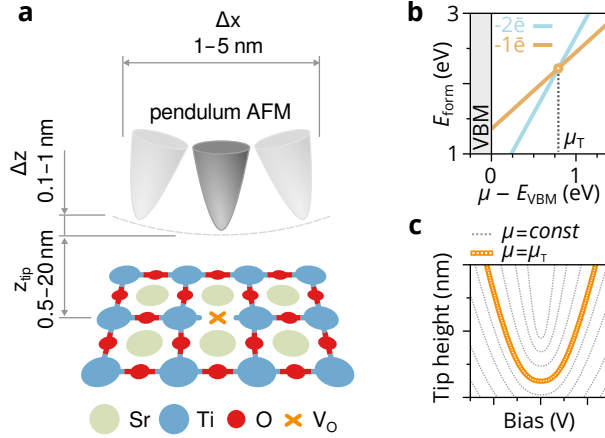 a
Δx
1–5 nm
pendulum AFM
Δz
0.1–1 nm
z_tip
0.5–20 nm
Sr
Ti
O
V_O
b
3
-2ē
-1ē
E_form
(eV)
VBM
μ_T
1
0
1
μ − E_VBM (eV)
c
μ=const
μ=μ_T
Tip height(nm)
Bias(V)